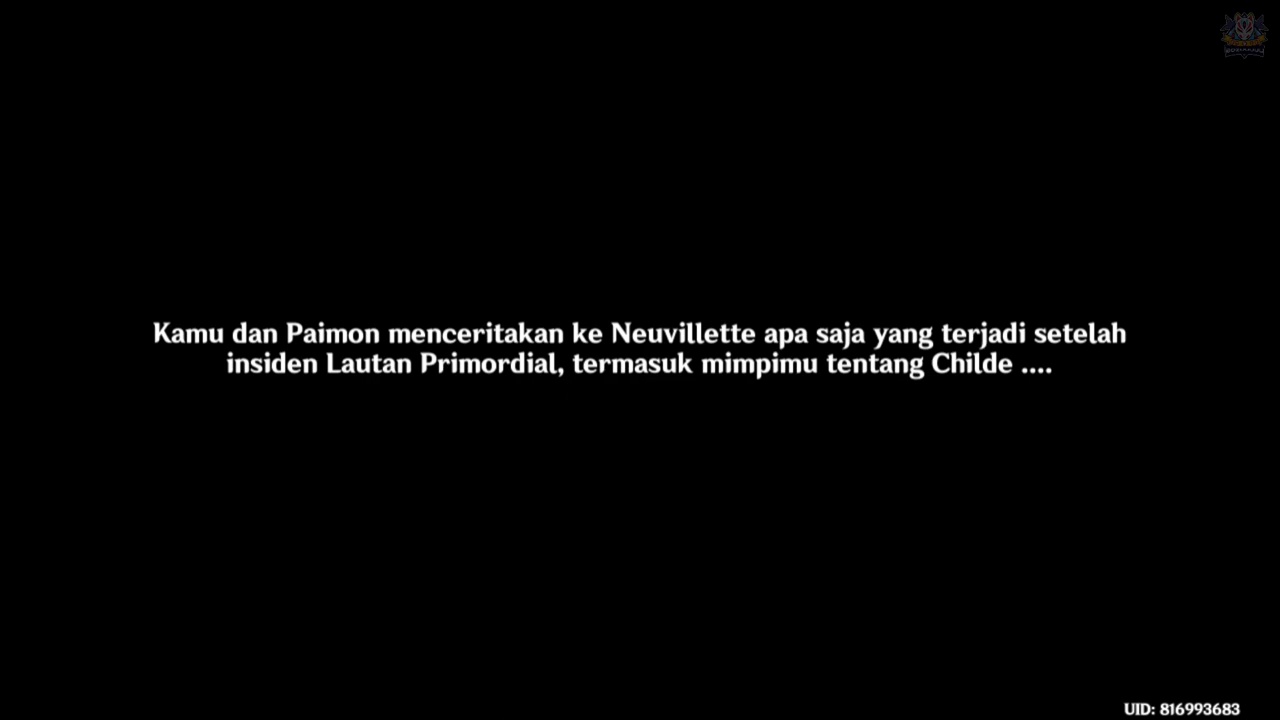 Kamu dan Paimon menceritakan ke Neuvillette apa saja yang terjadi setelah
insiden Lautan Primordial, termasuk mimpimu tentang Childe ....
UID: 816993683